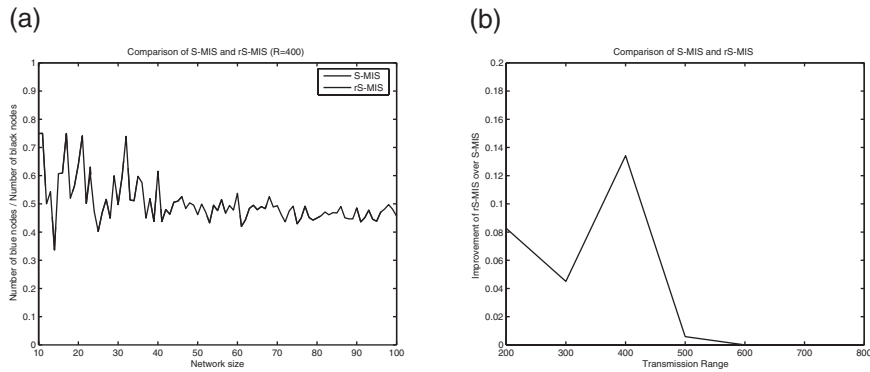 (a)
Comparison of S-MIS and rS-MIS (R=400)
Number of blue nodes / Number of black nodes
1
0.9
0.8
0.7
0.6
0.5
0.4
0.3
0.2
0.1
0
S-MIS
rS-MIS
10 20 30 40 50 60 70 80 90 100
Network size
(b)
Comparison of S-MIS and rS-MIS
Improvement of rS-MIS over S-MIS
0.2
0.18
0.16
0.14
0.12
0.1
0.08
0.06
0.04
0.02
0
200 300 400 500 600 700 800
Transmission Range